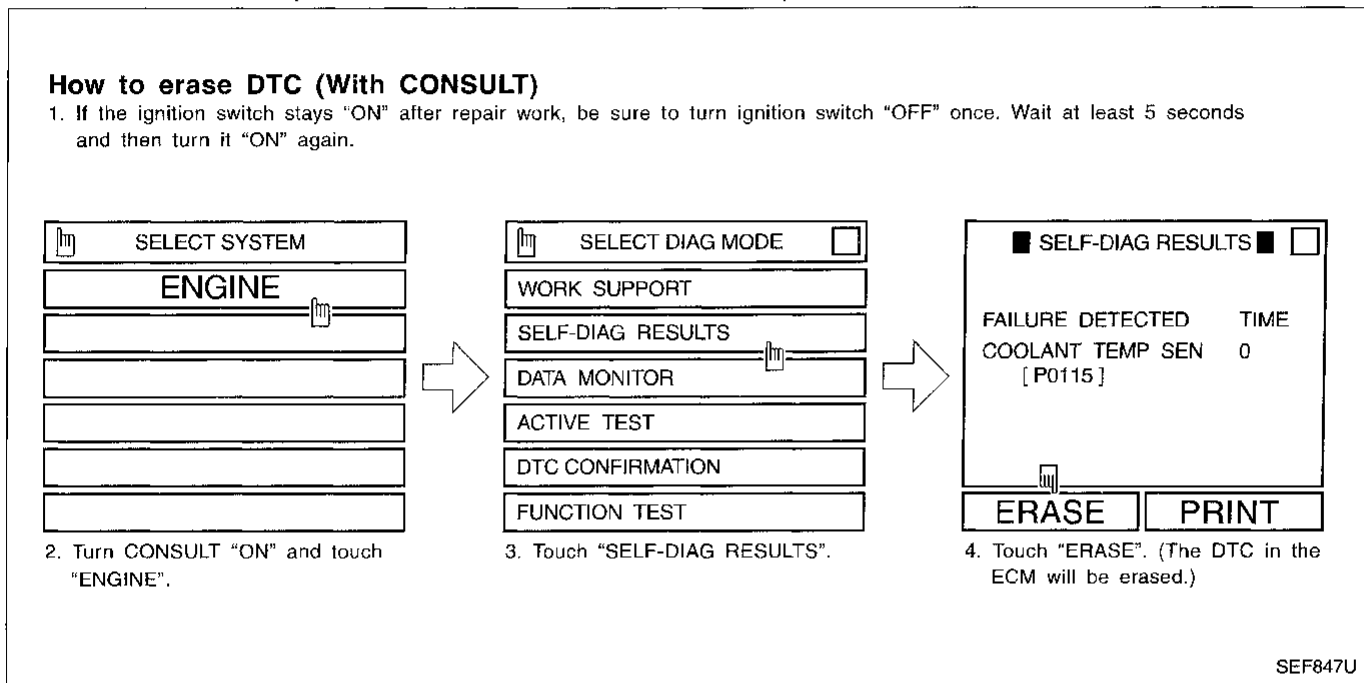 How to erase DTC (With CONSULT)
1. If the ignition switch stays "ON" after repair work, be sure to turn ignition switch "OFF" once. Wait at least 5 seconds
and then turn it "ON" again.
SELECT SYSTEM
ENGINE
2. Turn CONSULT "ON" and touch
"ENGINE".
SELECT DIAG MODE
WORK SUPPORT
SELF-DIAG RESULTS
DATA MONITOR
ACTIVE TEST
DTC CONFIRMATION
FUNCTION TEST
3. Touch "SELF-DIAG RESULTS".
SELF-DIAG RESULTS
FAILURE DETECTED TIME
COOLANT TEMP SEN 0
[P0115]
ERASE PRINT
4. Touch "ERASE". (The DTC in the
ECM will be erased.)
SEF847U